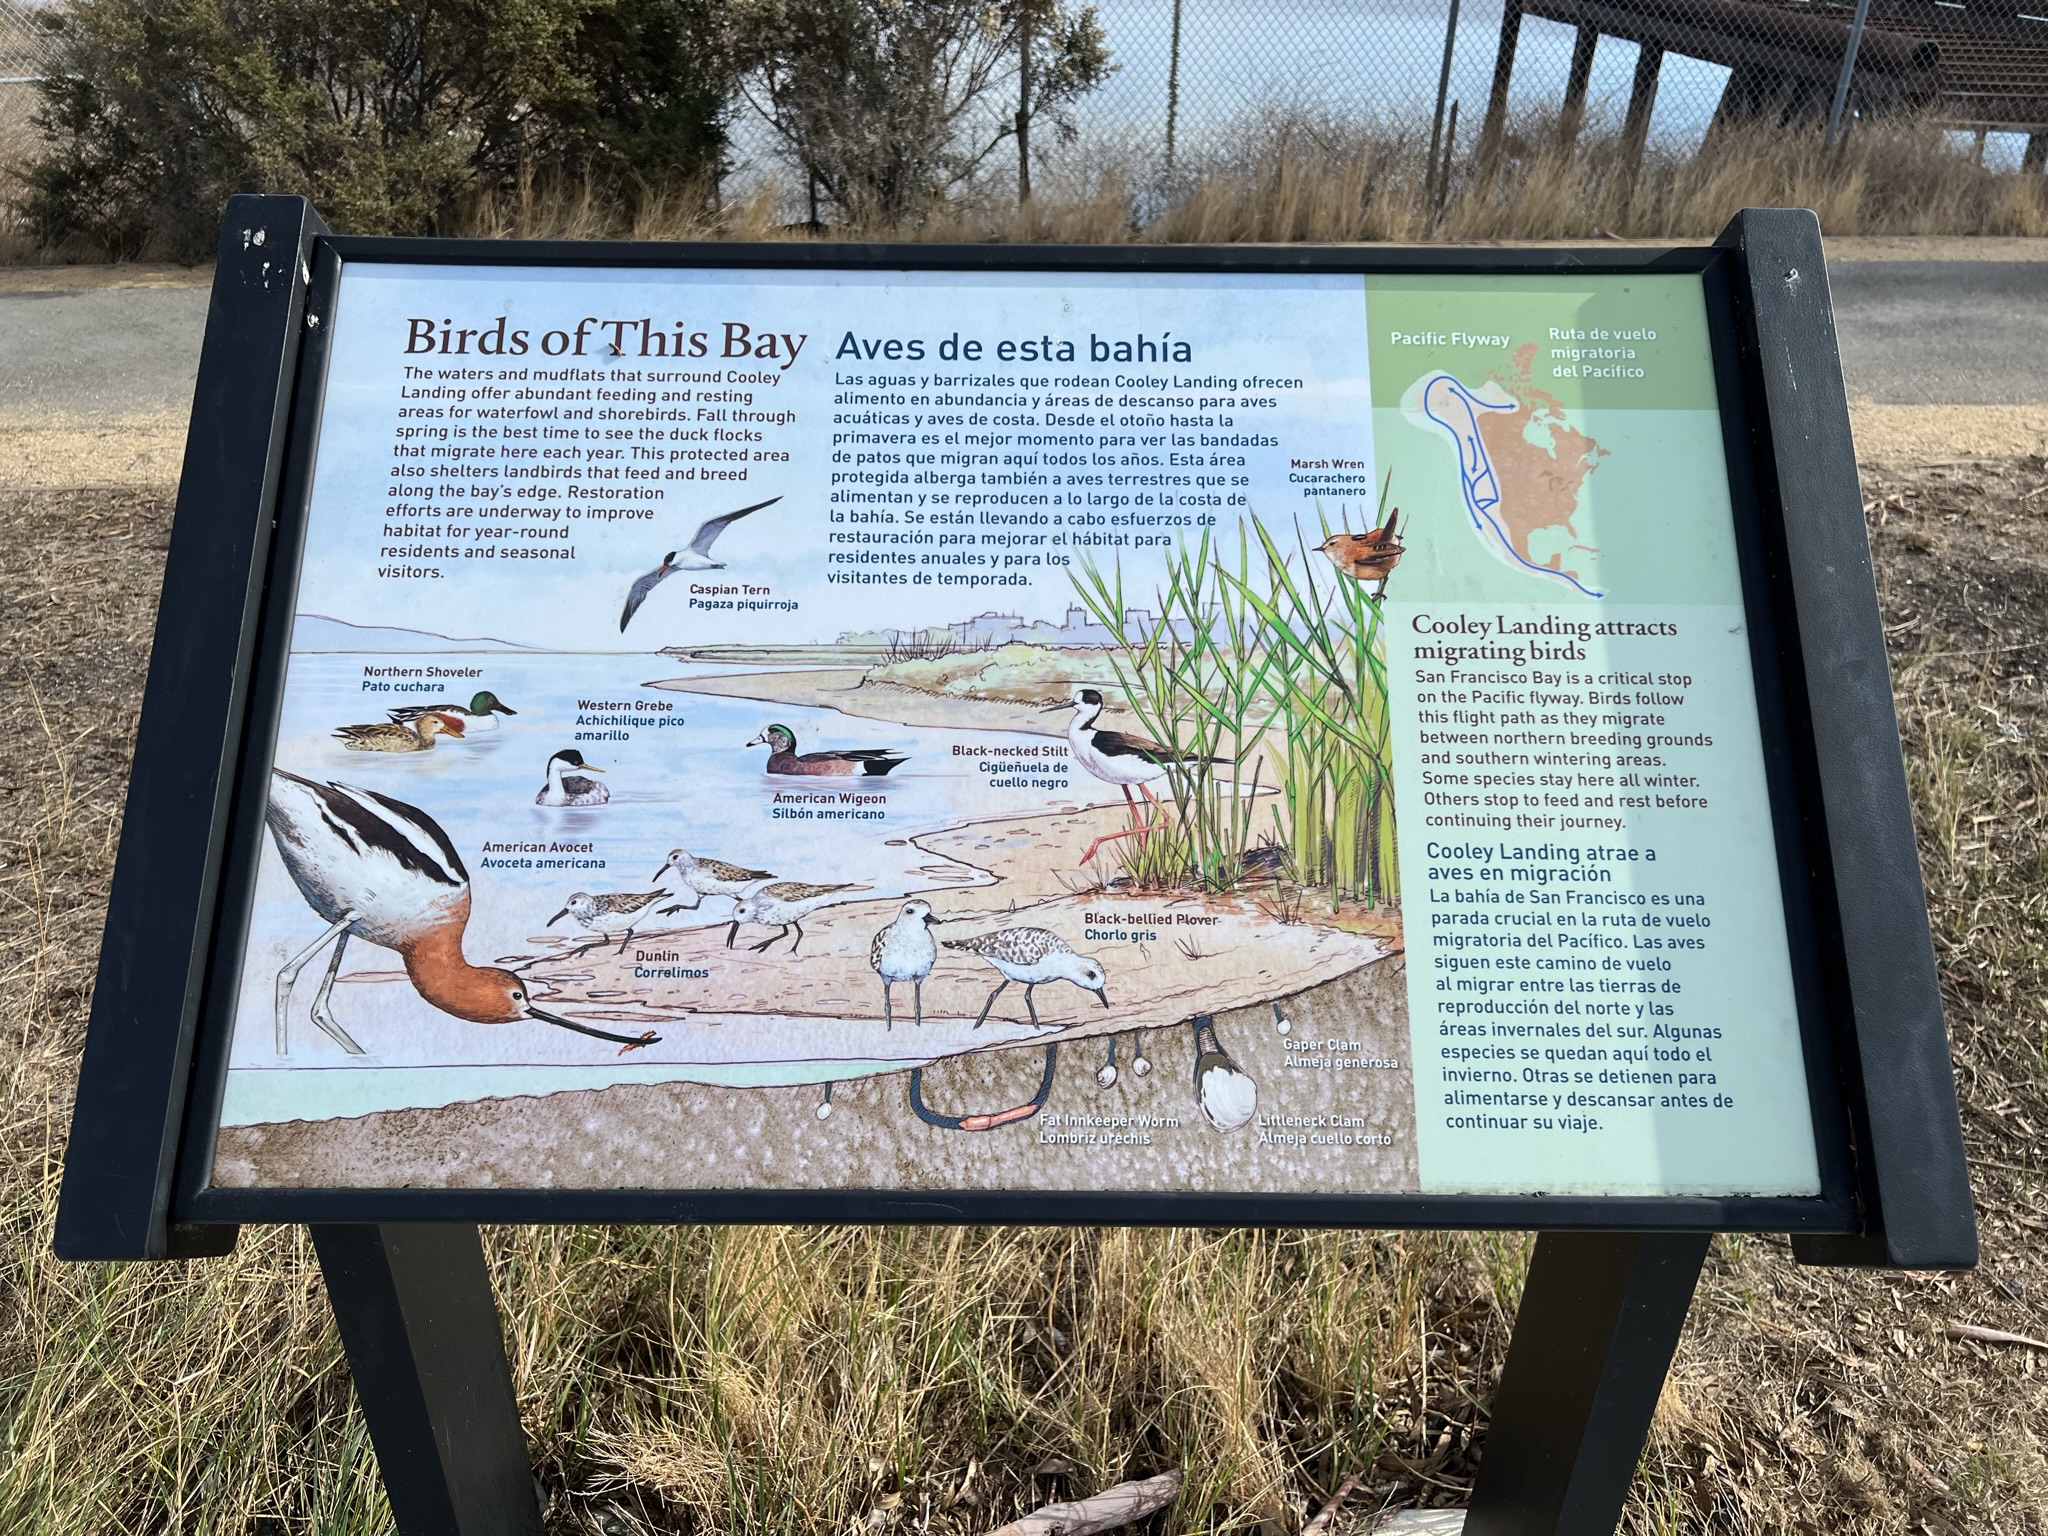 Birds of This Bay
The waters and mudflats that surround Cooley
Landing offer abundant feeding and resting
areas for waterfowl and shorebirds. Fall through
spring is the best time to see the duck flocks
that migrate here each year. This protected area
also shelters landbirds that feed and breed
along the bay's edge. Restoration
efforts are underway to improve
habitat for year-round
residents and seasonal
visitors.
Aves de esta bahía
Las aguas y barrizales que rodean Cooley Landing ofrecen
alimento en abundancia y áreas de descanso para aves
acuáticas y aves de costa. Desde el otoño hasta la
primavera es el mejor momento para ver las bandadas
de patos que migran aquí todos los años. Esta área
protegida alberga también a aves terrestres que se
alimentan y se reproducen a lo largo de la costa de
la bahía. Se están llevando a cabo esfuerzos de
restauración para mejorar el hábitat para
residentes anuales y para los
visitantes de temporada.
Caspian Tern
Pagaza piquirroja
Marsh Wren
Cucarachero
pantanero
Northern Shoveler
Pato cuchara
Western Grebe
Achichilique pico
amarillo
American Wigeon
Silbón americano
Black-necked Stilt
Cigüeñuela de
cuello negro
American Avocet
Avoceta americana
Dunlin
Correlimos
Black-bellied Plover
Chorlo gris
Gaper Clam
Almeja generosa
Fat Innkeeper Worm
Lombriz urechis
Littleneck Clam
Almeja cuello corto
Pacific Flyway
Ruta de vuelo
migratoria
del Pacífico
Cooley Landing attracts
migrating birds
San Francisco Bay is a critical stop
on the Pacific flyway. Birds follow
this flight path as they migrate
between northern breeding grounds
and southern wintering areas.
Some species stay here all winter.
Others stop to feed and rest before
continuing their journey.
Cooley Landing atrae a
aves en migración
La bahía de San Francisco es una
parada crucial en la ruta de vuelo
migratoria del Pacífico. Las aves
siguen este camino de vuelo
al migrar entre las tierras de
reproducción del norte y las
áreas invernales del sur. Algunas
especies se quedan aquí todo el
invierno. Otras se detienen para
alimentarse y descansar antes de
continuar su viaje.